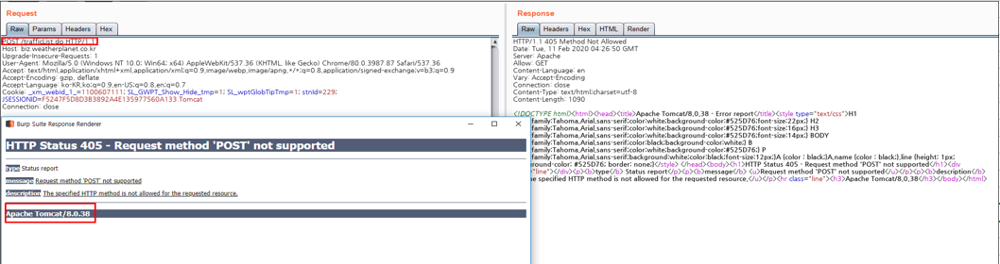 Request
Raw Params Headers Hex
POST /trafficList.do HTTP/1.1
Host: biz.weatherplanet.co.kr
Upgrade-Insecure-Requests: 1
User-Agent: Mozilla/5.0 (Windows NT 10.0; Win64; x64) AppleWebKit/537.36 (KHTML, like Gecko) Chrome/80.0.3987.87 Safari/537.36
Accept: text/html,application/xhtml+xml,application/xml;q=0.9,image/webp,image/apng,*/*;q=0.8,application/signed-exchange;v=b3;q=0.9
Accept-Encoding: gzip, deflate
Accept-Language: ko-KR,ko;q=0.9,en-US;q=0.8,en;q=0.7
Cookie: _xm_webid_1_=1100607111; SL_GWPT_Show_Hide_tmp=1; SL_wptGlobTipTmp=1; stnId=229;
JSESSIONID=F5247F5D8D3B3892A4E135977560A133.Tomcat
Connection: close
Burp Suite Response Renderer
HTTP Status 405 - Request method 'POST' not supported
type Status report
message Request method 'POST' not supported
description The specified HTTP method is not allowed for the requested resource.
Apache Tomcat/8.0.38
Response
Raw Headers Hex HTML Render
HTTP/1.1 405 Method Not Allowed
Date: Tue, 11 Feb 2020 04:26:50 GMT
Server: Apache
Allow: GET
Content-Language: en
Vary: Accept-Encoding
Connection: close
Content-Type: text/html;charset=utf-8
Content-Length: 1090
<!DOCTYPE html><html><head><title>Apache Tomcat/8.0.38 - Error report</title><style type="text/css">H1
family:Tahoma,Arial,sans-serif;color:white;background-color:#525D76;font-size:22px;} H2
family:Tahoma,Arial,sans-serif;color:white;background-color:#525D76;font-size:16px;} H3
family:Tahoma,Arial,sans-serif;color:white;background-color:#525D76;font-size:14px;} BODY
family:Tahoma,Arial,sans-serif;color:black;background-color:white;} B
family:Tahoma,Arial,sans-serif;color:white;background-color:#525D76;} P
family:Tahoma,Arial,sans-serif;background:white;color:black;font-size:12px;}A {color : black;}A.name {color : black;}.line {height: 1px;
ground-color: #525D76; border: none;}</style> </head><body><h1>HTTP Status 405 - Request method 'POST' not supported</h1><div
="line"></div><p><b>type</b> Status report</p><p><b>message</b> <u>Request method 'POST' not supported</u></p><p><b>description</b>
he specified HTTP method is not allowed for the requested resource.</u></p><hr class="line"><h3>Apache Tomcat/8.0.38</h3></body></html>